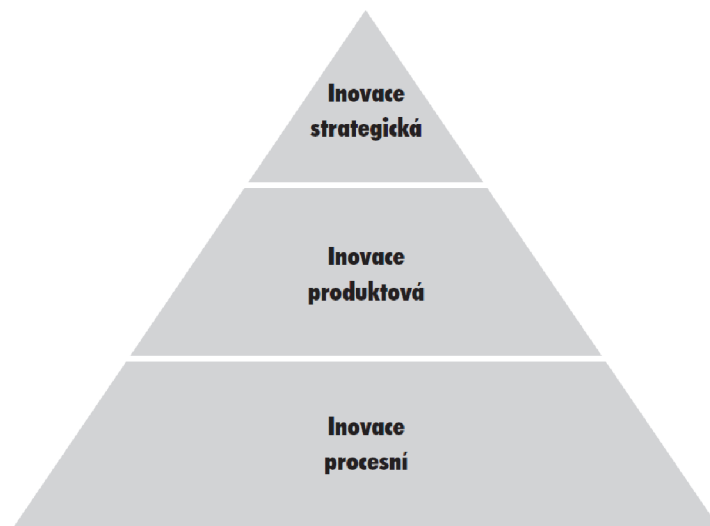 Inovace
strategická
Inovace
produktová
Inovace
procesní